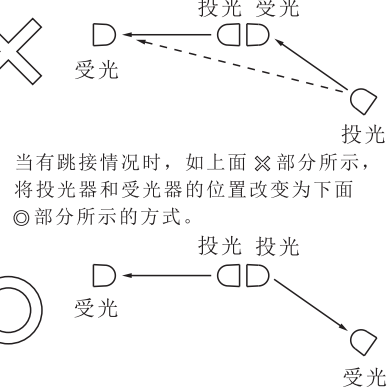 投光 受光
受光
投光
当有跳接情况时，如上面 ※ 部分所示，
将投光器和受光器的位置改变为下面
◎部分所示的方式。
投光 投光
受光
受光